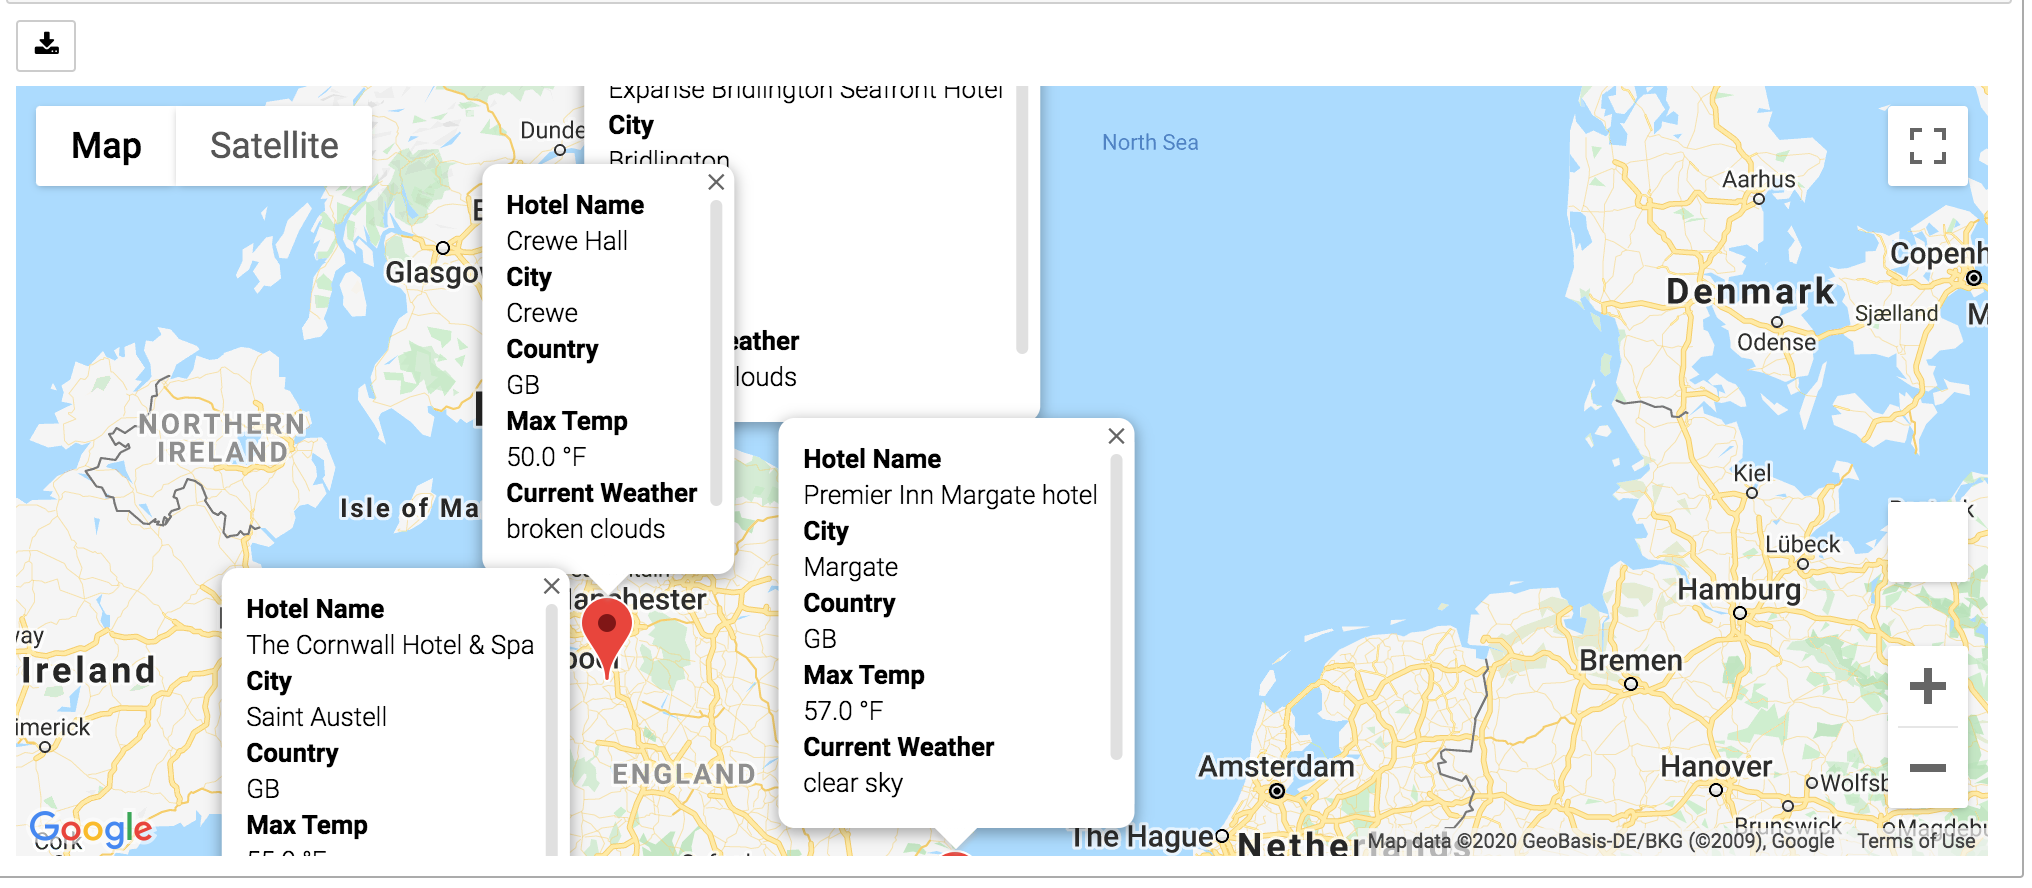 Map
Satellite
Expanse Bridlington Seafront Hotel
City
Bridlington
eather
louds
Hotel Name
Crewe Hall
City
Crewe
Country
GB
Max Temp
50.0 °F
Current Weather
broken clouds
Hotel Name
Premier Inn Margate hotel
City
Margate
Country
GB
Max Temp
57.0 °F
Current Weather
clear sky
Hotel Name
The Cornwall Hotel & Spa
City
Saint Austell
Country
GB
Max Temp
North Sea
Dunde
Glasgo
NORTHERN
IRELAND
Isle of Ma
Manchester
Ireland
imerick
Cork
ENGLAND
Aarhus
Copenh
Denmark
Sjælland
M
Odense
Kiel
Lübeck
Hamburg
Bremen
Amsterdam
Hanover
Wolfsb
Brunswick
Magdebu
The Hague
Netherlands
Google
Map data ©2020 GeoBasis-DE/BKG (©2009), Google
Terms of Use